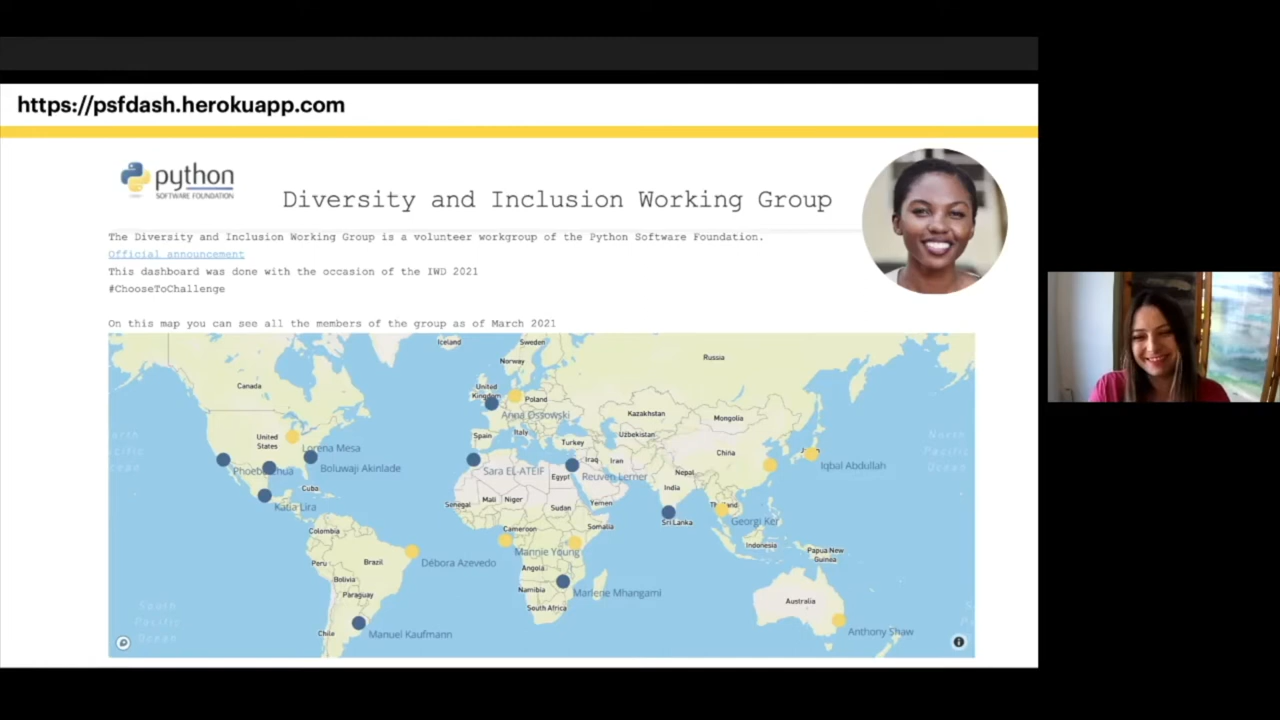 https://psfdash.herokuapp.com
python
SOFTWARE FOUNDATION
Diversity and Inclusion Working Group
The Diversity and Inclusion Working Group is a volunteer workgroup of the Python Software Foundation.
Official announcement
This dashboard was done with the occasion of the IWD 2021
#ChooseToChallenge
On this map you can see all the members of the group as of March 2021
Iceland
Sweden
Norway
Russia
Canada
United
Kingdom
Poland
Anna Ossowski
Kazakhstan
Mongolia
United
States
Lorena Mesa
Spain
Italy
Turkey
Uzbekistan
China
Iraq
Iran
Iqbal Abdullah
Boluwaji Akinlade
Sara EL-ATEIF
Egypt
Reuven Lerner
Nepal
India
Cuba
Katia Lira
Senegal
Mali
Niger
Sudan
Yemen
Sri Lanka
Georgi Ker
Somalia
Cameroon
Colombia
Mannie Young
Indonesia
Papua New
Guinea
Peru
Brazil
Débora Azevedo
Angola
Bolivia
Namibia
Marlene Mhangami
Paraguay
South Africa
Australia
South
Pacific
Ocean
Chile
Manuel Kaufmann
Anthony Shaw